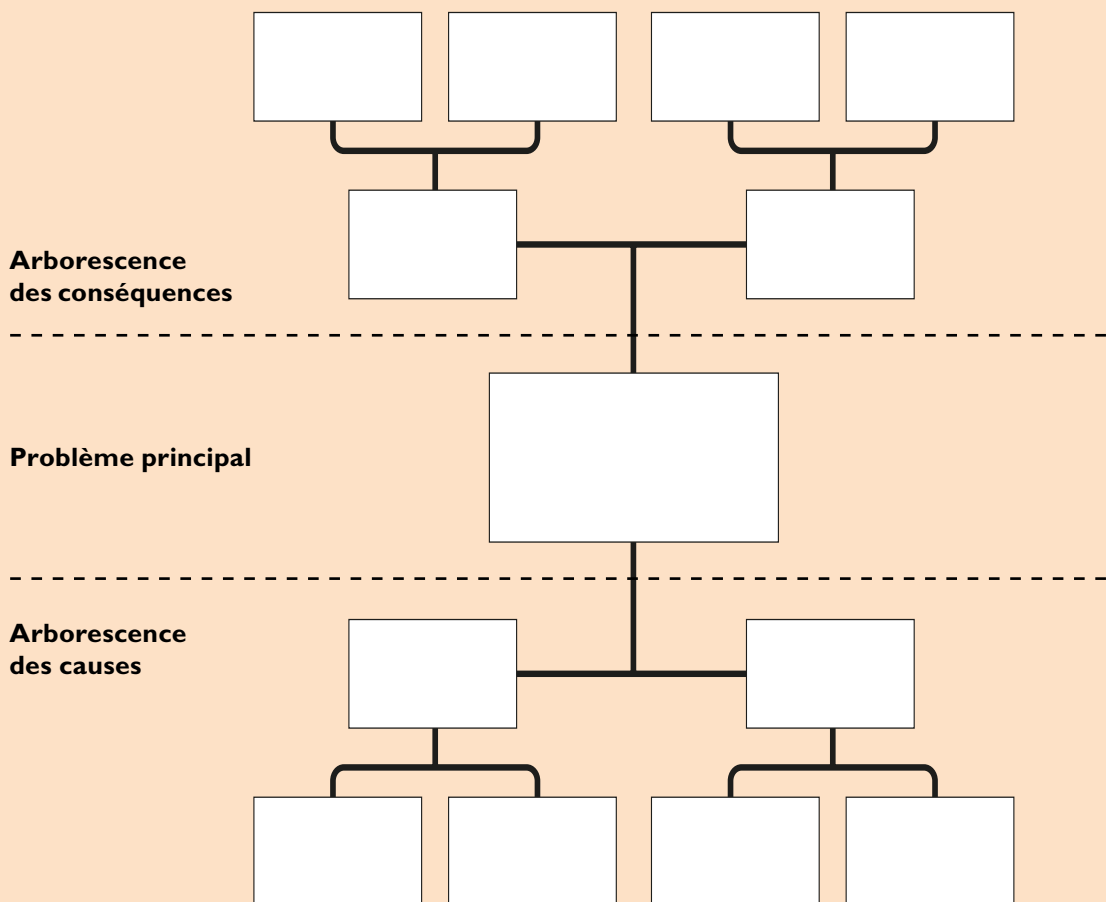 Arborescence
des conséquences
Problème principal
Arborescence
des causes